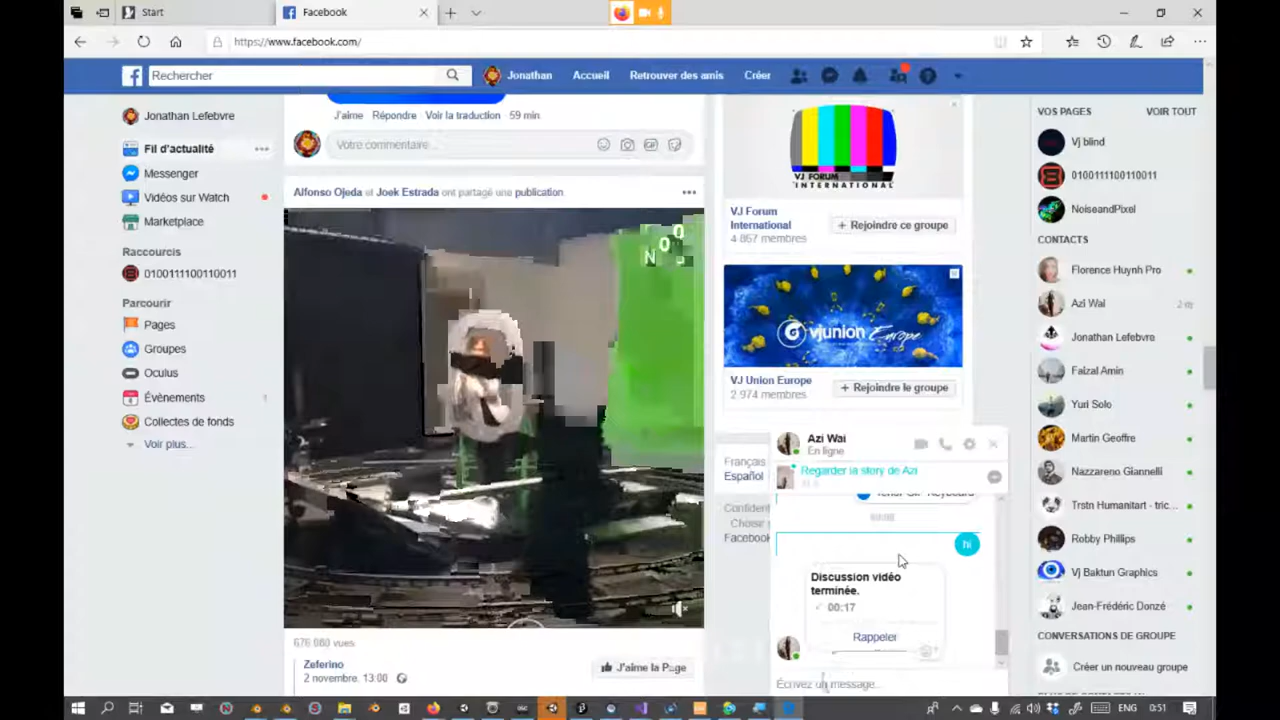 Start
Facebook
https://www.facebook.com/
Rechercher
Jonathan
Accueil
Retrouver des amis
Créer
Jonathan Lefebvre
Fil d'actualité
Messenger
Vidéos sur Watch
Marketplace
Raccourcis
0100111100110011
Parcourir
Pages
Groupes
Oculus
Évènements
Collectes de fonds
Voir plus...
J'aime Répondre Voir la traduction 59 min
Votre commentaire...
GIF
Alfonso Ojeda et Joek Estrada ont partagé une publication
676 080 vues
Zeferino
2 novembre, 13:00
J'aime la Page
VJ FORUM
INTERNATIONAL
VJ Forum
International
4 867 membres
+ Rejoindre ce groupe
vjunion Europe
VJ Union Europe
2 974 membres
+ Rejoindre le groupe
Français
Español
Confident
Choisir
Facebook
Azi Wai
En ligne
Regarder la story de Azi
hi
Discussion vidéo
terminée.
00:17
Rappeler
Écrivez un message...
VOS PAGES VOIR TOUT
Vj blind
0100111100110011
NoiseandPixel
CONTACTS
Florence Huynh Pro
Azi Wai
Jonathan Lefebvre
Faizal Amin
Yuri Solo
Martin Geoffre
Nazzareno Giannelli
Trstn Humanitart - tric...
Robby Phillips
Vj Baktun Graphics
Jean-Frédéric Donzé
CONVERSATIONS DE GROUPE
Créer un nouveau groupe
ENG 0:51